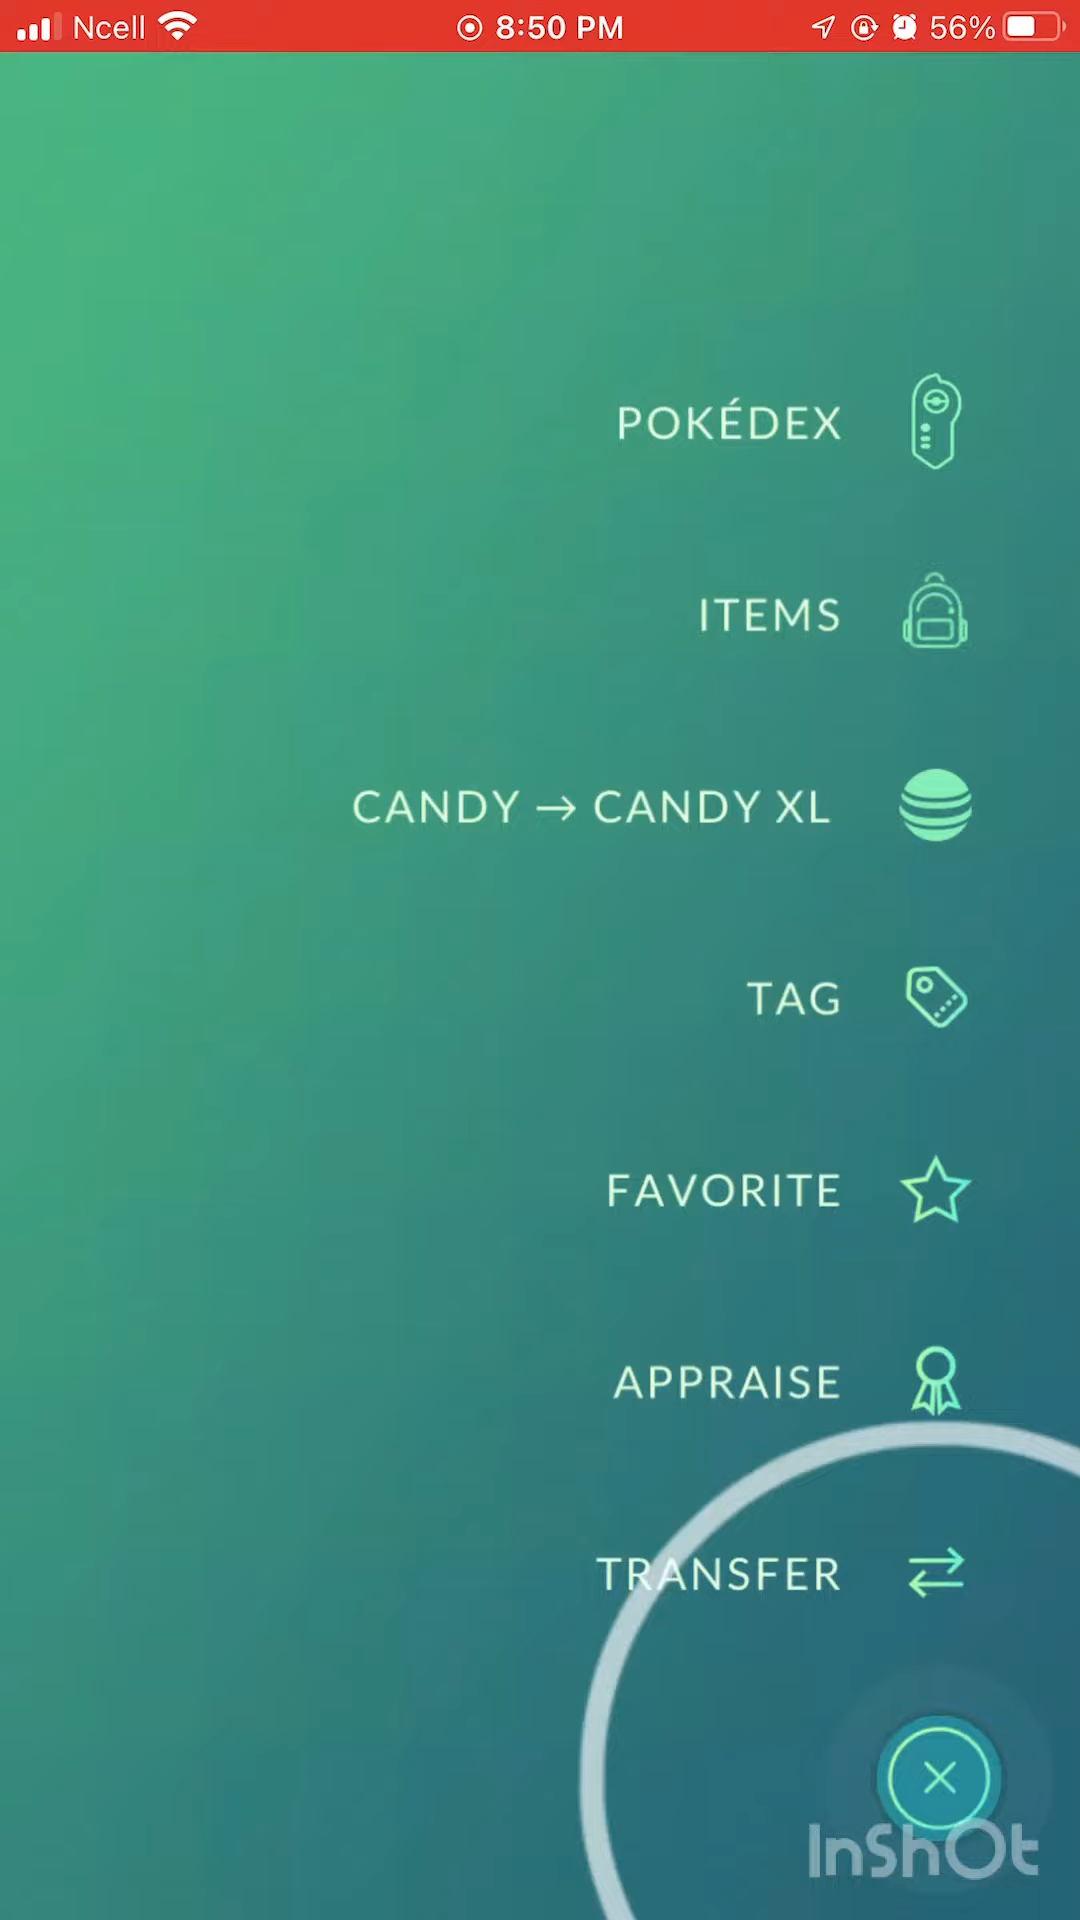 Ncell 8:50 PM 56%
POKÉDEX
ITEMS
CANDY → CANDY XL
TAG
FAVORITE
APPRAISE
TRANSFER
InShOt